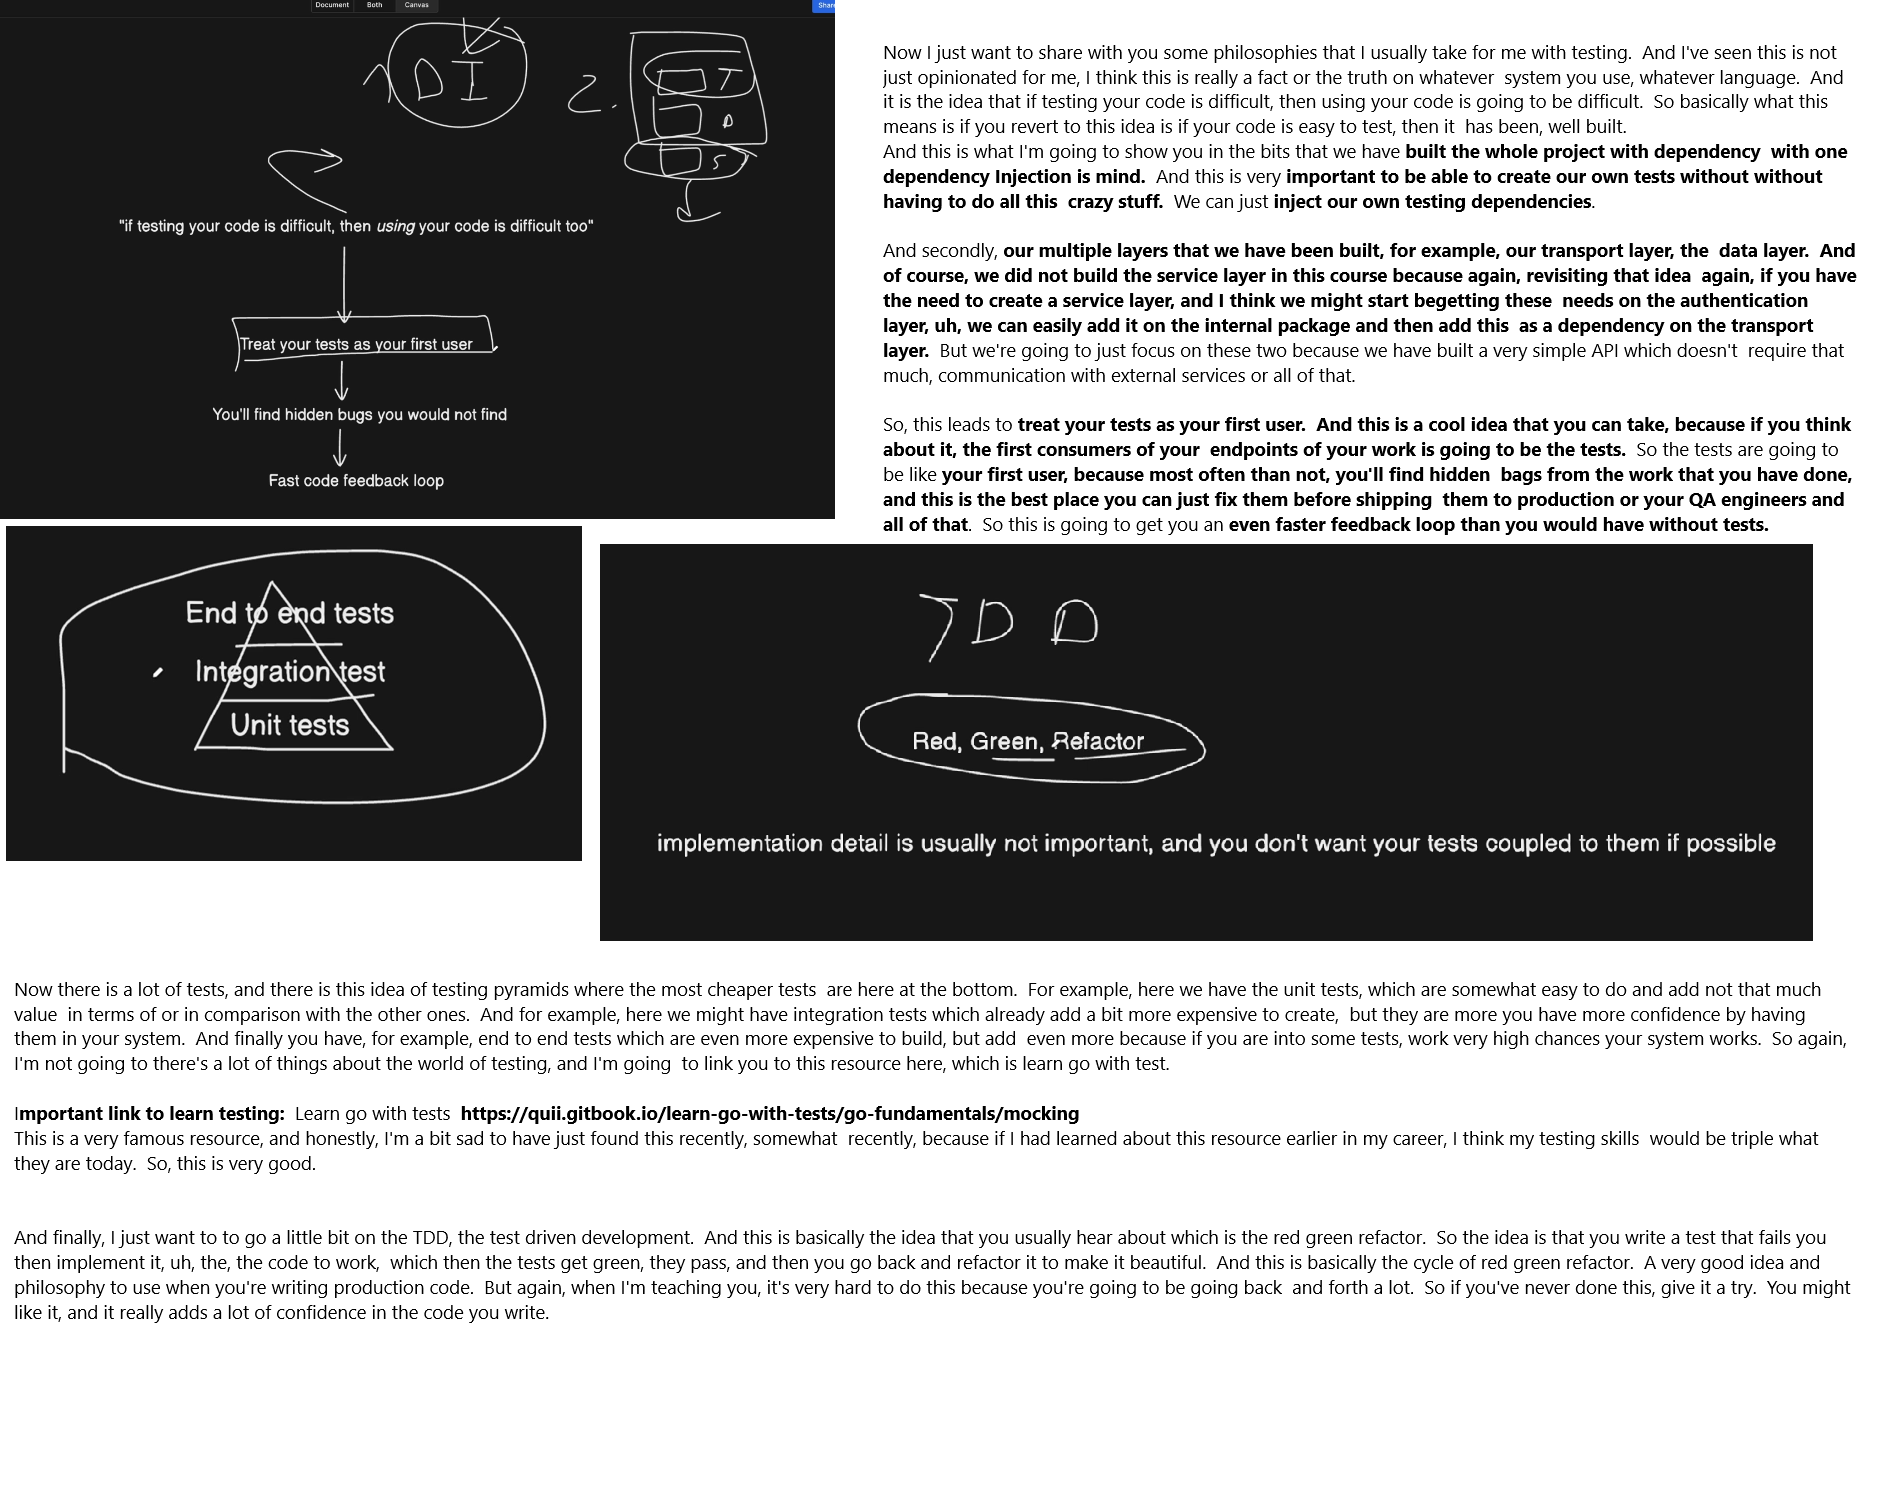 Document Both Canvas Share
1 D I 2. T
D
S
"if testing your code is difficult, then using your code is difficult too"
Treat your tests as your first user
You'll find hidden bugs you would not find
Fast code feedback loop
Now I just want to share with you some philosophies that I usually take for me with testing. And I've seen this is not
just opinionated for me, I think this is really a fact or the truth on whatever system you use, whatever language. And
it is the idea that if testing your code is difficult, then using your code is going to be difficult. So basically what this
means is if you revert to this idea is if your code is easy to test, then it has been, well built.
And this is what I'm going to show you in the bits that we have built the whole project with dependency with one
dependency Injection is mind. And this is very important to be able to create our own tests without without
having to do all this crazy stuff. We can just inject our own testing dependencies.
And secondly, our multiple layers that we have been built, for example, our transport layer, the data layer. And
of course, we did not build the service layer in this course because again, revisiting that idea again, if you have
the need to create a service layer, and I think we might start begetting these needs on the authentication
layer, uh, we can easily add it on the internal package and then add this as a dependency on the transport
layer. But we're going to just focus on these two because we have built a very simple API which doesn't require that
much, communication with external services or all of that.
So, this leads to treat your tests as your first user. And this is a cool idea that you can take, because if you think
about it, the first consumers of your endpoints of your work is going to be the tests. So the tests are going to
be like your first user, because most often than not, you'll find hidden bags from the work that you have done,
and this is the best place you can just fix them before shipping them to production or your QA engineers and
all of that. So this is going to get you an even faster feedback loop than you would have without tests.
End to end tests
Integration test
Unit tests
TDD
Red, Green, Refactor
implementation detail is usually not important, and you don't want your tests coupled to them if possible
Now there is a lot of tests, and there is this idea of testing pyramids where the most cheaper tests are here at the bottom. For example, here we have the unit tests, which are somewhat easy to do and add not that much
value in terms of or in comparison with the other ones. And for example, here we might have integration tests which already add a bit more expensive to create, but they are more you have more confidence by having
them in your system. And finally you have, for example, end to end tests which are even more expensive to build, but add even more because if you are into some tests, work very high chances your system works. So again,
I'm not going to there's a lot of things about the world of testing, and I'm going to link you to this resource here, which is learn go with test.
Important link to learn testing: Learn go with tests https://quii.gitbook.io/learn-go-with-tests/go-fundamentals/mocking
This is a very famous resource, and honestly, I'm a bit sad to have just found this recently, somewhat recently, because if I had learned about this resource earlier in my career, I think my testing skills would be triple what
they are today. So, this is very good.
And finally, I just want to to go a little bit on the TDD, the test driven development. And this is basically the idea that you usually hear about which is the red green refactor. So the idea is that you write a test that fails you
then implement it, uh, the, the code to work, which then the tests get green, they pass, and then you go back and refactor it to make it beautiful. And this is basically the cycle of red green refactor. A very good idea and
philosophy to use when you're writing production code. But again, when I'm teaching you, it's very hard to do this because you're going to be going back and forth a lot. So if you've never done this, give it a try. You might
like it, and it really adds a lot of confidence in the code you write.